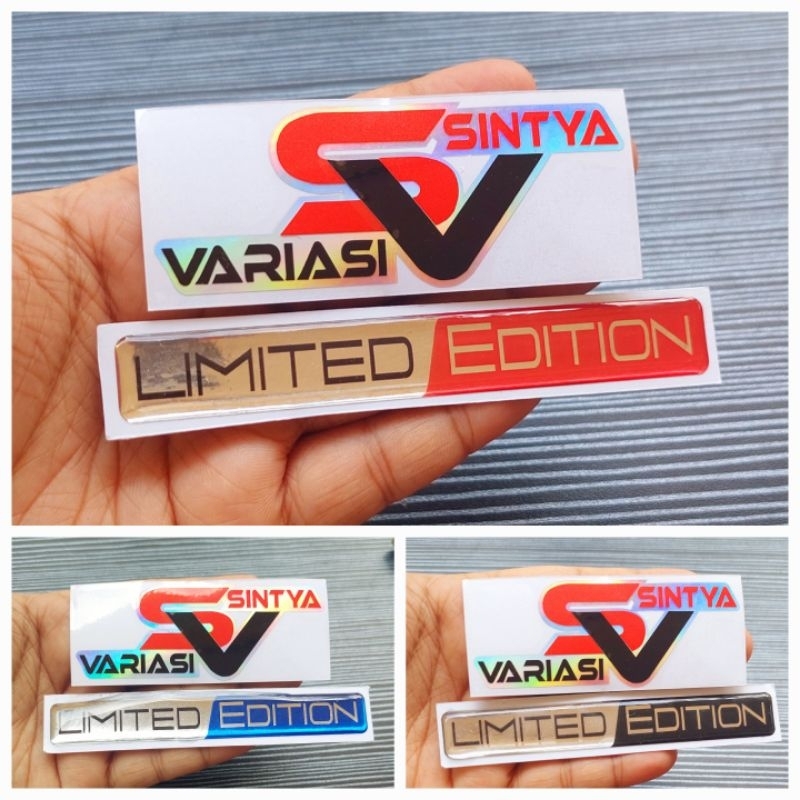 SV
SINTYA
VARIASI
LIMITED EDITION
SV
SINTYA
VARIASI
LIMITED EDITION
SV
SINTYA
VARIASI
LIMITED EDITION